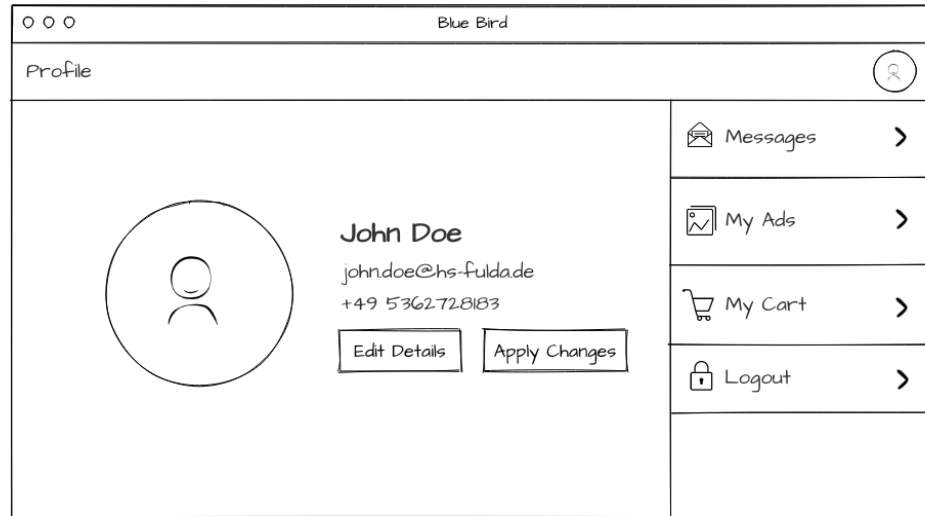 Blue Bird
Profile
Messages
My Ads
My Cart
Logout
John Doe
john.doe@hs-fulda.de
+49 53627728183
Edit Details
Apply Changes